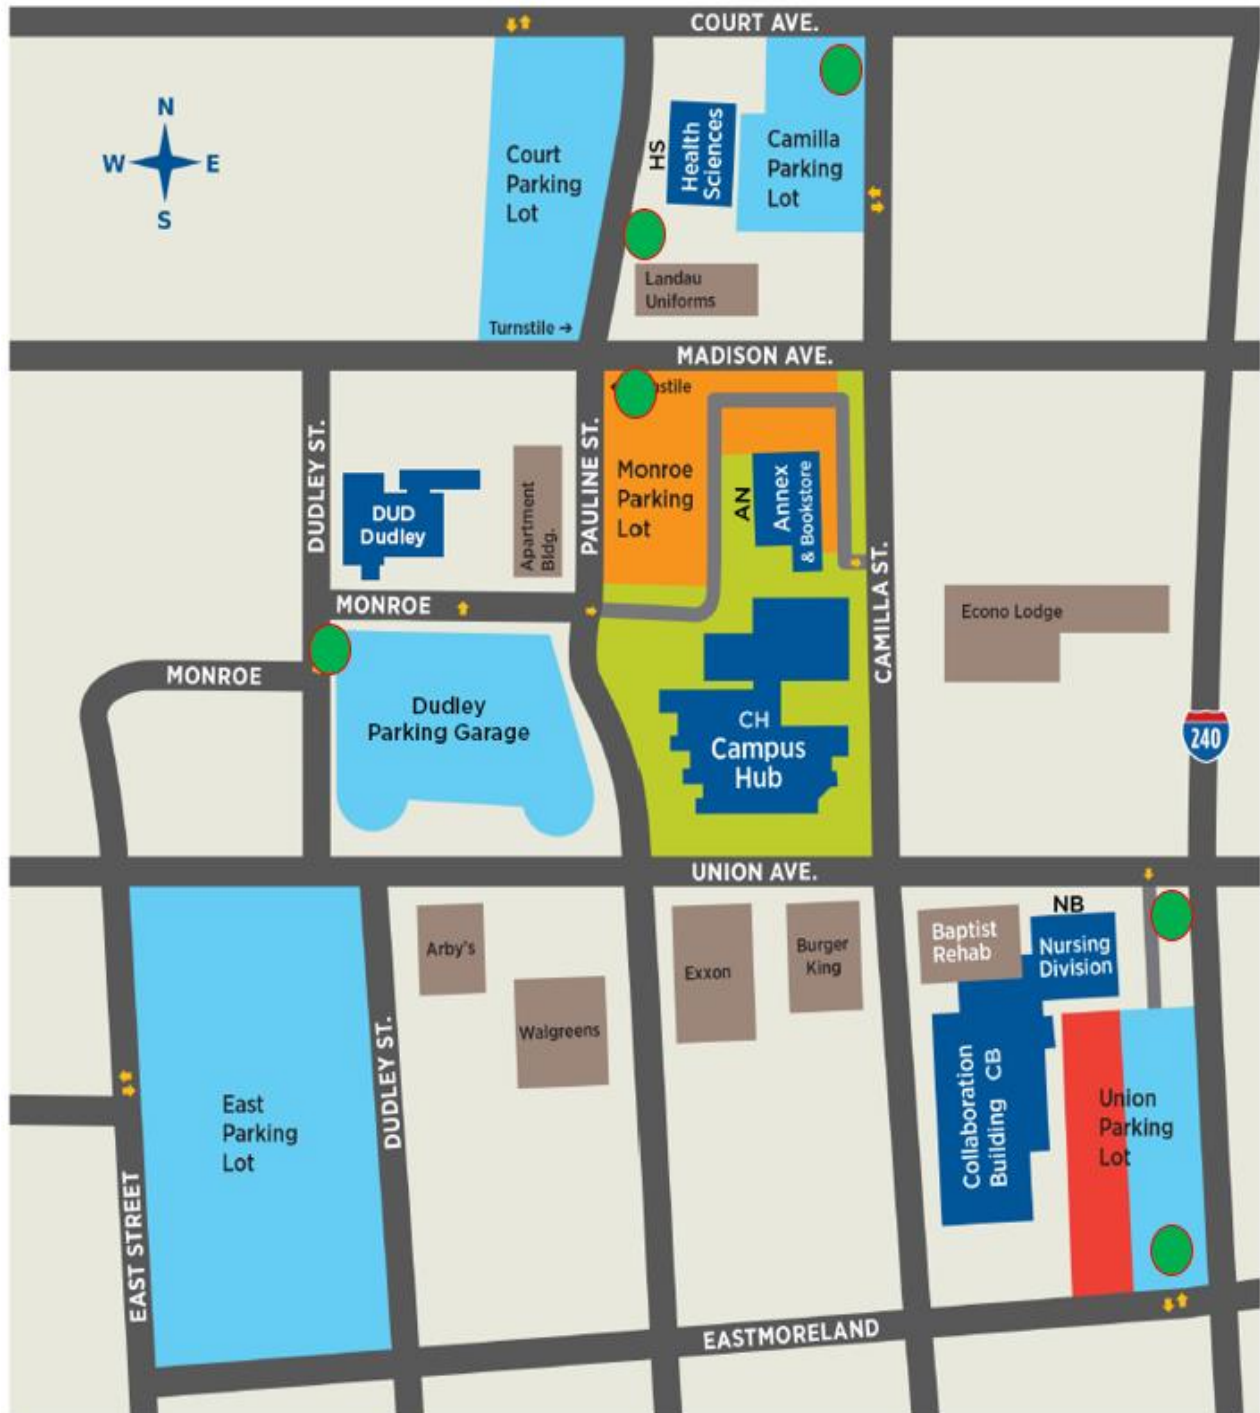 COURT AVE.
N
W E
S
Court
Parking
Lot
HS
Health
Sciences
Camilla
Parking
Lot
Landau
Uniforms
Turnstile →
MADISON AVE.
stile
DUDLEY ST.
DUD
Dudley
Apartment
Bldg.
PAULINE ST.
Monroe
Parking
Lot
AN
Annex
& Bookstore
CAMILLA ST.
MONROE
Econo Lodge
MONROE
Dudley
Parking Garage
CH
Campus
Hub
240
UNION AVE.
Arby's
Walgreens
Exxon
Burger
King
Baptist
Rehab
NB
Nursing
Division
Collaboration
Building CB
Union
Parking
Lot
East
Parking
Lot
DUDLEY ST.
EAST STREET
EASTMORELAND